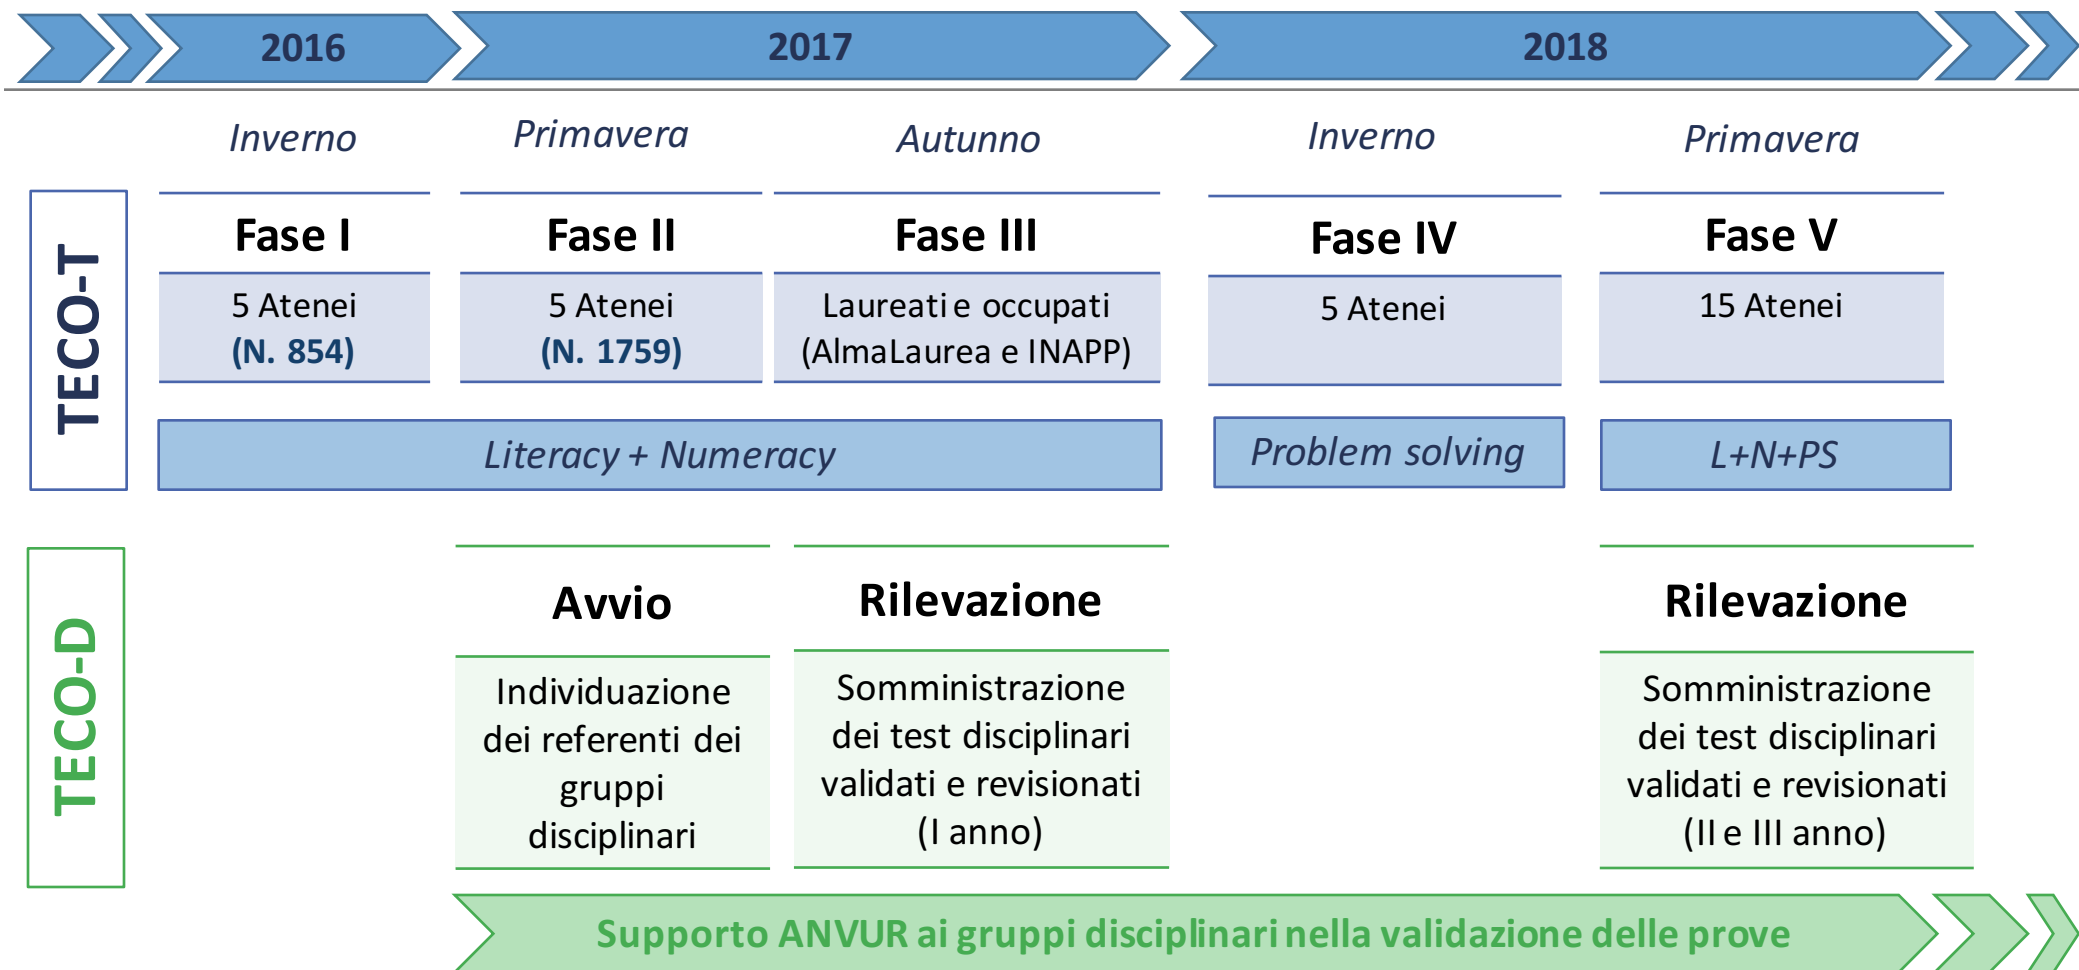 2016
2017
2018
Inverno
Primavera
Autunno
Inverno
Primavera
TECO-T
Fase I
5 Atenei
(N. 854)
Fase II
5 Atenei
(N. 1759)
Fase III
Laureati e occupati
(AlmaLaurea e INAPP)
Fase IV
5 Atenei
Fase V
15 Atenei
Literacy + Numeracy
Problem solving
L+N+PS
TECO-D
Avvio
Individuazione
dei referenti dei
gruppi
disciplinari
Rilevazione
Somministrazione
dei test disciplinari
validati e revisionati
(I anno)
Rilevazione
Somministrazione
dei test disciplinari
validati e revisionati
(II e III anno)
Supporto ANVUR ai gruppi disciplinari nella validazione delle prove